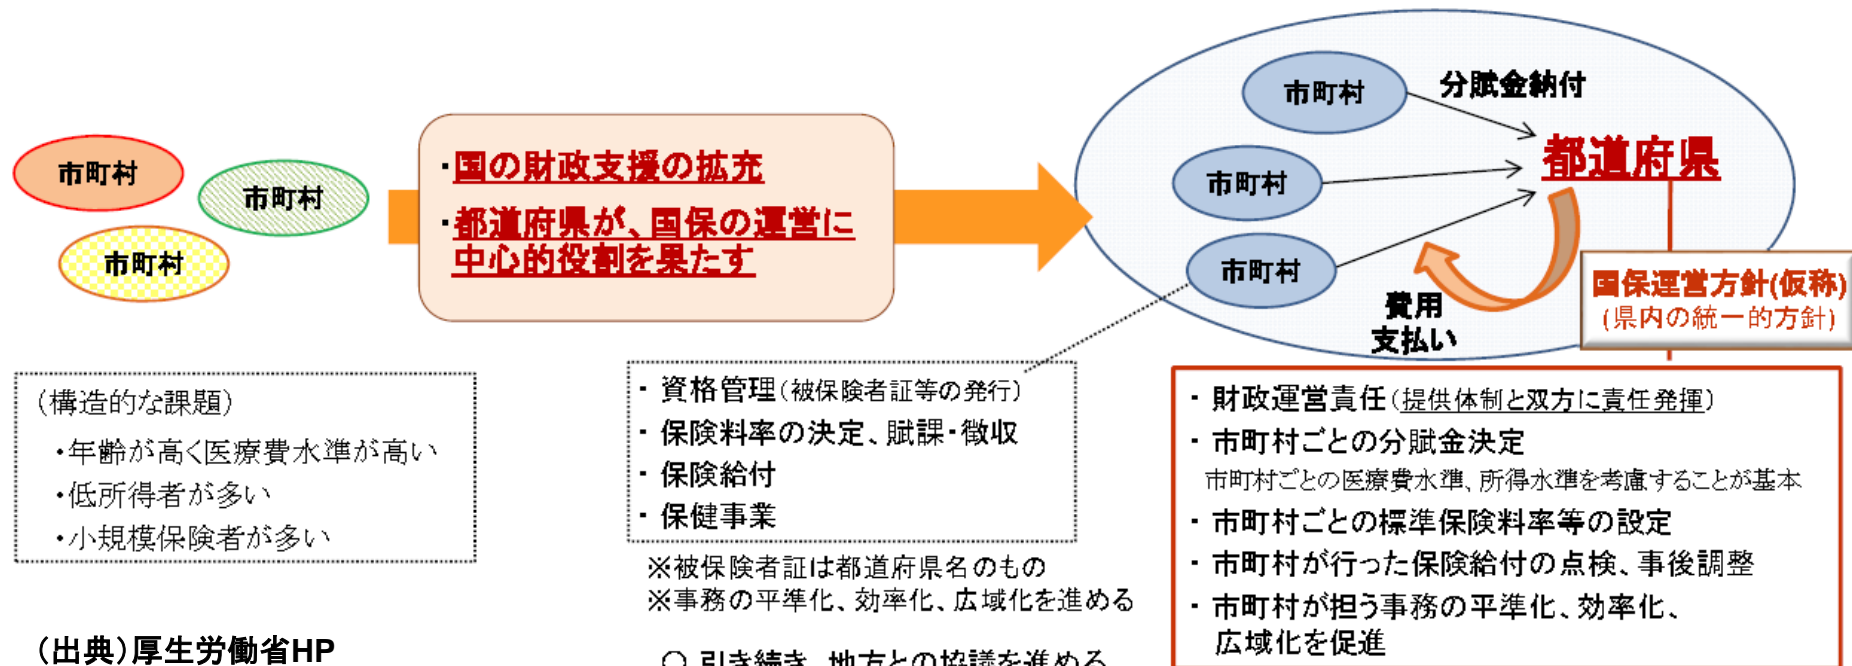 市町村
市町村
市町村
・国の財政支援の拡充
・都道府県が、国保の運営に
中心的役割を果たす
市町村
市町村
市町村
分賦金納付
都道府県
費用
支払い
国保運営方針(仮称)
(県内の統一的方針)
(構造的な課題)
・年齢が高く医療費水準が高い
・低所得者が多い
・小規模保険者が多い
・ 資格管理(被保険者証等の発行)
・ 保険料率の決定、賦課・徴収
・ 保険給付
・ 保健事業
※被保険者証は都道府県名のもの
※事務の平準化、効率化、広域化を進める
○ 引き続き、地方との協議を進める
・ 財政運営責任(提供体制と双方に責任発揮)
・ 市町村ごとの分賦金決定
市町村ごとの医療費水準、所得水準を考慮することが基本
・ 市町村ごとの標準保険料率等の設定
・ 市町村が行った保険給付の点検、事後調整
・ 市町村が担う事務の平準化、効率化、
広域化を促進
(出典)厚生労働省HP